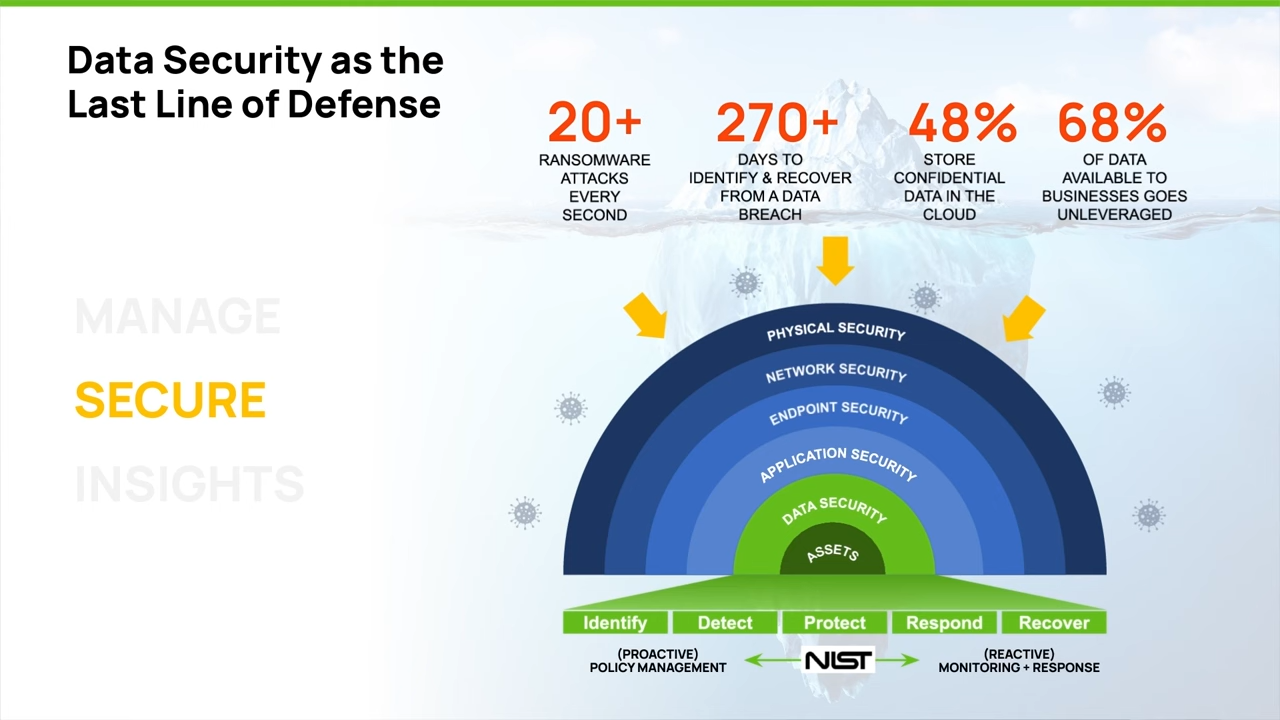 Data Security as the
Last Line of Defense
20+
RANSOMWARE
ATTACKS
EVERY
SECOND
270+
DAYS TO
IDENTIFY & RECOVER
FROM A DATA
BREACH
48%
STORE
CONFIDENTIAL
DATA IN THE
CLOUD
68%
OF DATA
AVAILABLE TO
BUSINESSES GOES
UNLEVERAGED
MANAGE
SECURE
INSIGHTS
PHYSICAL SECURITY
NETWORK SECURITY
ENDPOINT SECURITY
APPLICATION SECURITY
DATA SECURITY
ASSETS
Identify
Detect
Protect
Respond
Recover
(PROACTIVE)
POLICY MANAGEMENT
NIST
(REACTIVE)
MONITORING + RESPONSE